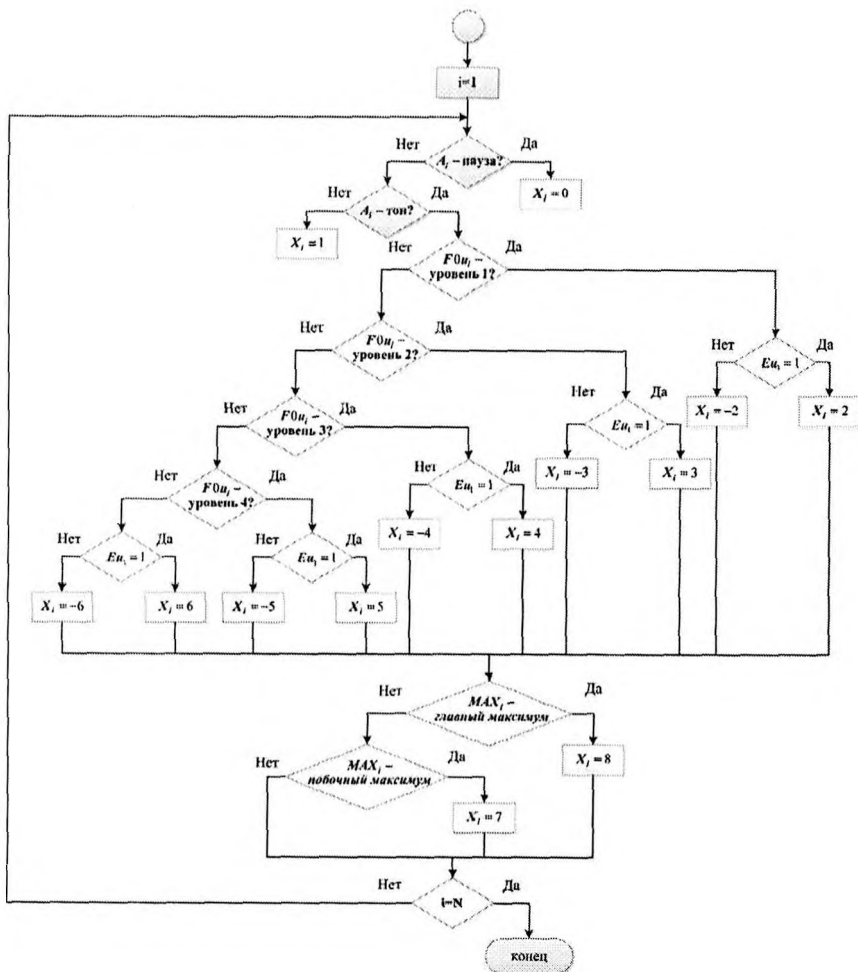 i=1
Нет
Да
A_i – пауза?
Нет
Да
X_i = 0
A_i – тон?
X_i = 1
Нет
Да
F0u_i –
уровень 1?
Нет
Да
F0u_i –
уровень 2?
Нет
Да
Eu_i = 1
Нет
Да
F0u_i –
уровень 3?
Нет
Да
Eu_i = 1
X_i = -2
X_i = 2
Нет
Да
F0u_i –
уровень 4?
Нет
Да
Eu_i = 1
X_i = -3
X_i = 3
Нет
Да
Eu_i = 1
Нет
Да
Eu_i = 1
X_i = -4
X_i = 4
X_i = -6
X_i = 6
X_i = -5
X_i = 5
Нет
Да
MAX_i –
главный максимум
Нет
Да
MAX_i –
побочный максимум
X_i = 8
X_i = 7
Нет
Да
i=N
конец